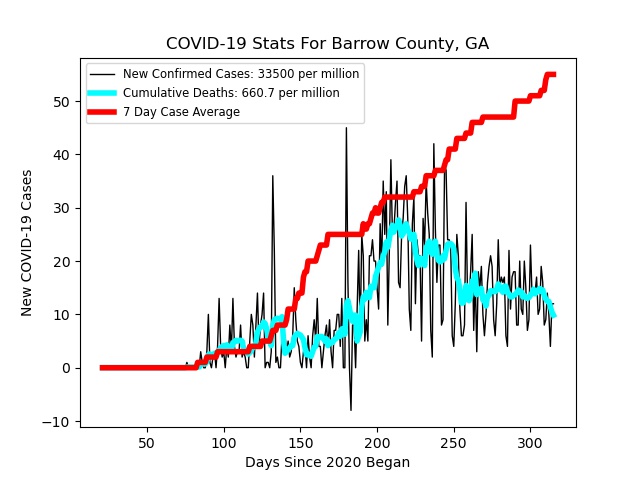 COVID-19 Stats For Barrow County, GA
New Confirmed Cases: 33500 per million
Cumulative Deaths: 660.7 per million
7 Day Case Average
New COVID-19 Cases
50
40
30
20
10
0
−10
50 100 150 200 250 300
Days Since 2020 Began